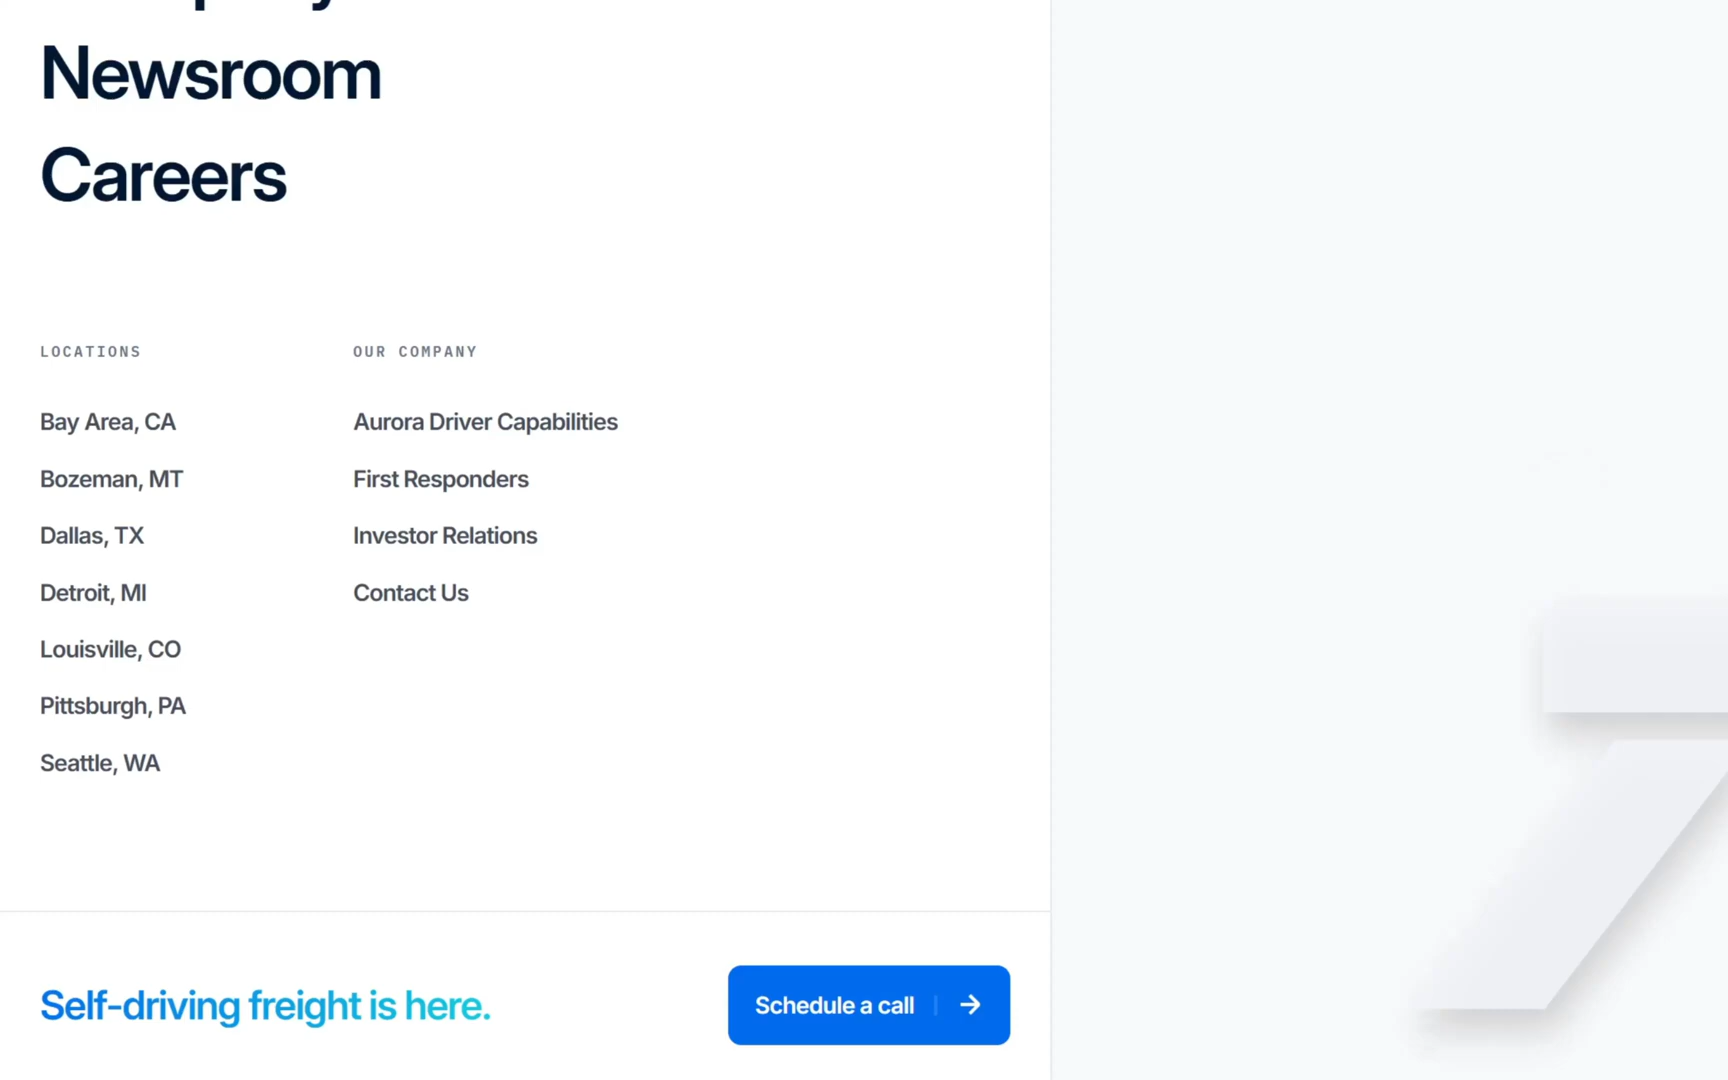 Newsroom
Careers
LOCATIONS
Bay Area, CA
Bozeman, MT
Dallas, TX
Detroit, MI
Louisville, CO
Pittsburgh, PA
Seattle, WA
OUR COMPANY
Aurora Driver Capabilities
First Responders
Investor Relations
Contact Us
Self-driving freight is here.
Schedule a call